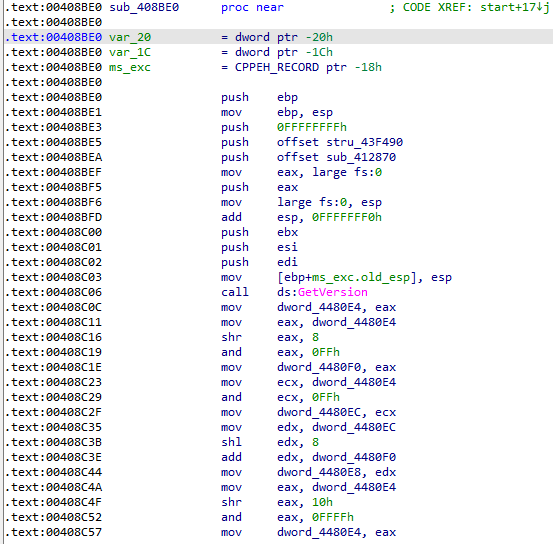 .text:00408BE0 sub_408BE0 proc near ; CODE XREF: start+17↓j
.text:00408BE0
.text:00408BE0 var_20 = dword ptr -20h
.text:00408BE0 var_1C = dword ptr -1Ch
.text:00408BE0 ms_exc = CPPEH_RECORD ptr -18h
.text:00408BE0
.text:00408BE0 push ebp
.text:00408BE1 mov ebp, esp
.text:00408BE3 push 0FFFFFFFFh
.text:00408BE5 push offset stru_43F490
.text:00408BEA push offset sub_412870
.text:00408BEF mov eax, large fs:0
.text:00408BF5 push eax
.text:00408BF6 mov large fs:0, esp
.text:00408BFD add esp, 0FFFFFFF0h
.text:00408C00 push ebx
.text:00408C01 push esi
.text:00408C02 push edi
.text:00408C03 mov [ebp+ms_exc.old_esp], esp
.text:00408C06 call ds:GetVersion
.text:00408C0C mov dword_4480E4, eax
.text:00408C11 mov eax, dword_4480E4
.text:00408C16 shr eax, 8
.text:00408C19 and eax, 0FFh
.text:00408C1E mov dword_4480F0, eax
.text:00408C23 mov ecx, dword_4480E4
.text:00408C29 and ecx, 0FFh
.text:00408C2F mov dword_4480EC, ecx
.text:00408C35 mov edx, dword_4480EC
.text:00408C3B shl edx, 8
.text:00408C3E add edx, dword_4480F0
.text:00408C44 mov dword_4480E8, edx
.text:00408C4A mov eax, dword_4480E4
.text:00408C4F shr eax, 10h
.text:00408C52 and eax, 0FFFFh
.text:00408C57 mov dword_4480E4, eax